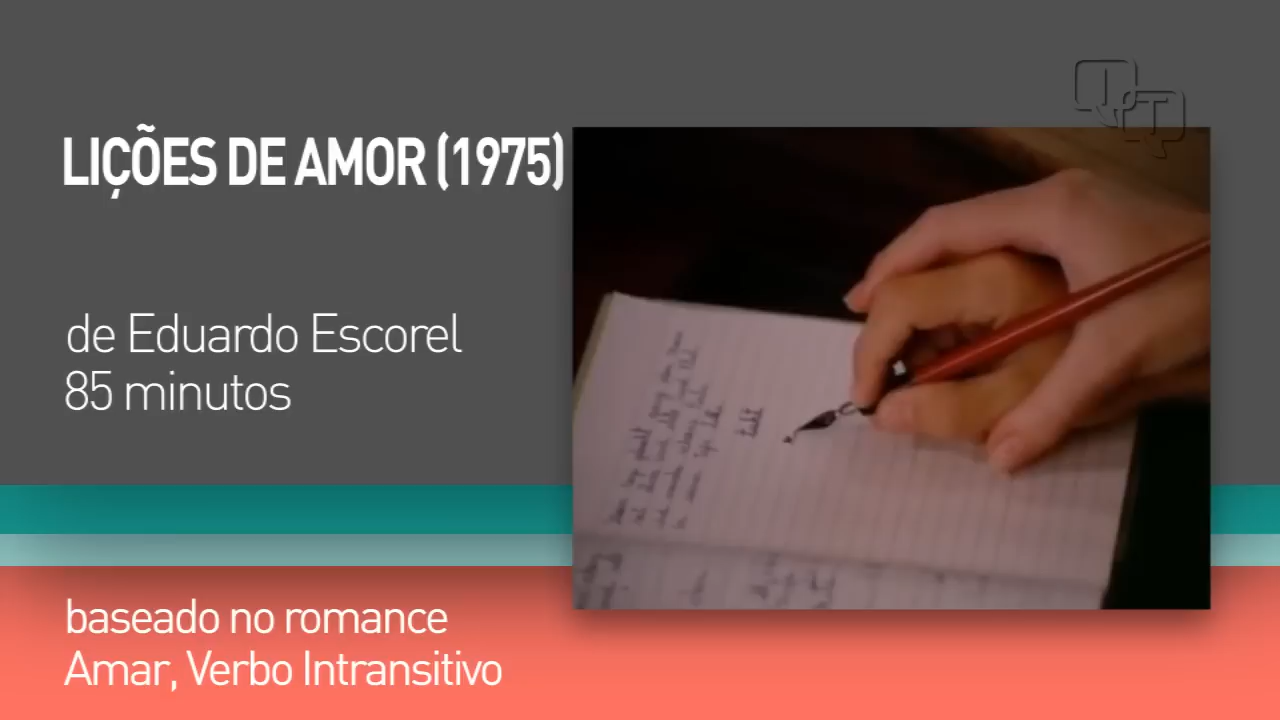 LIÇÕES DE AMOR (1975)
de Eduardo Escorel
85 minutos
baseado no romance
Amar, Verbo Intransitivo